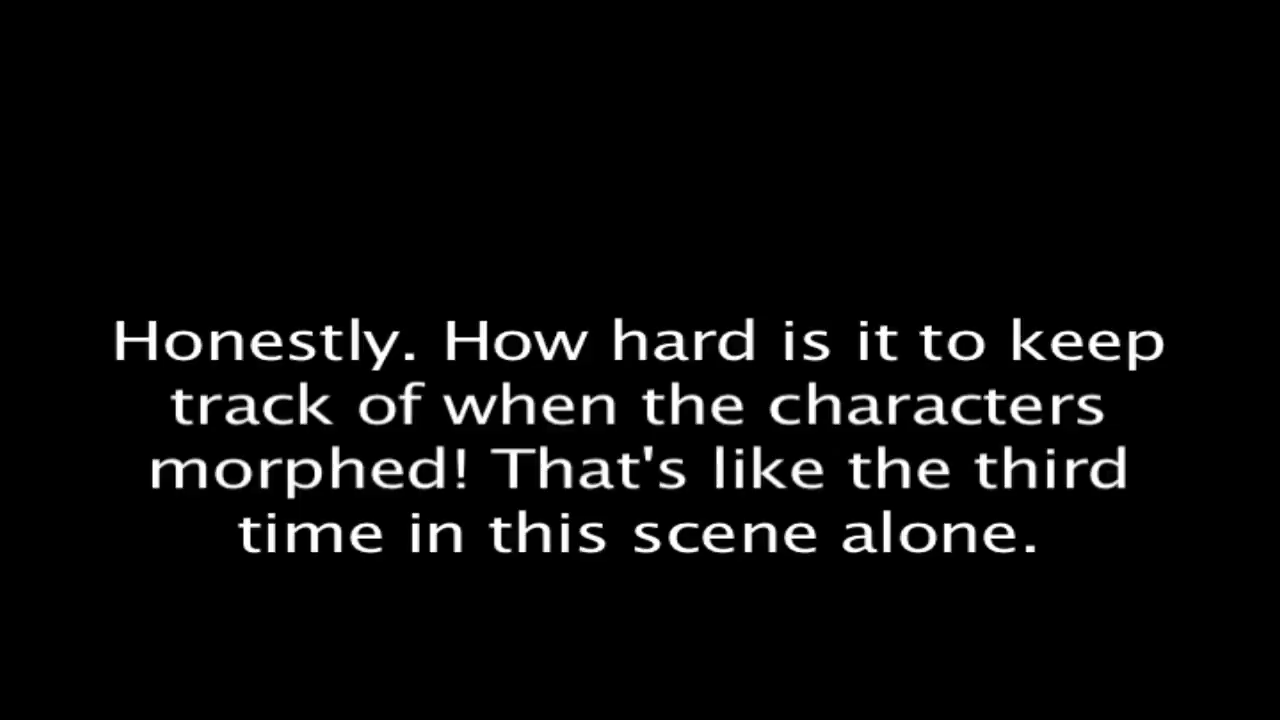 Honestly. How hard is it to keep
track of when the characters
morphed! That's like the third
time in this scene alone.